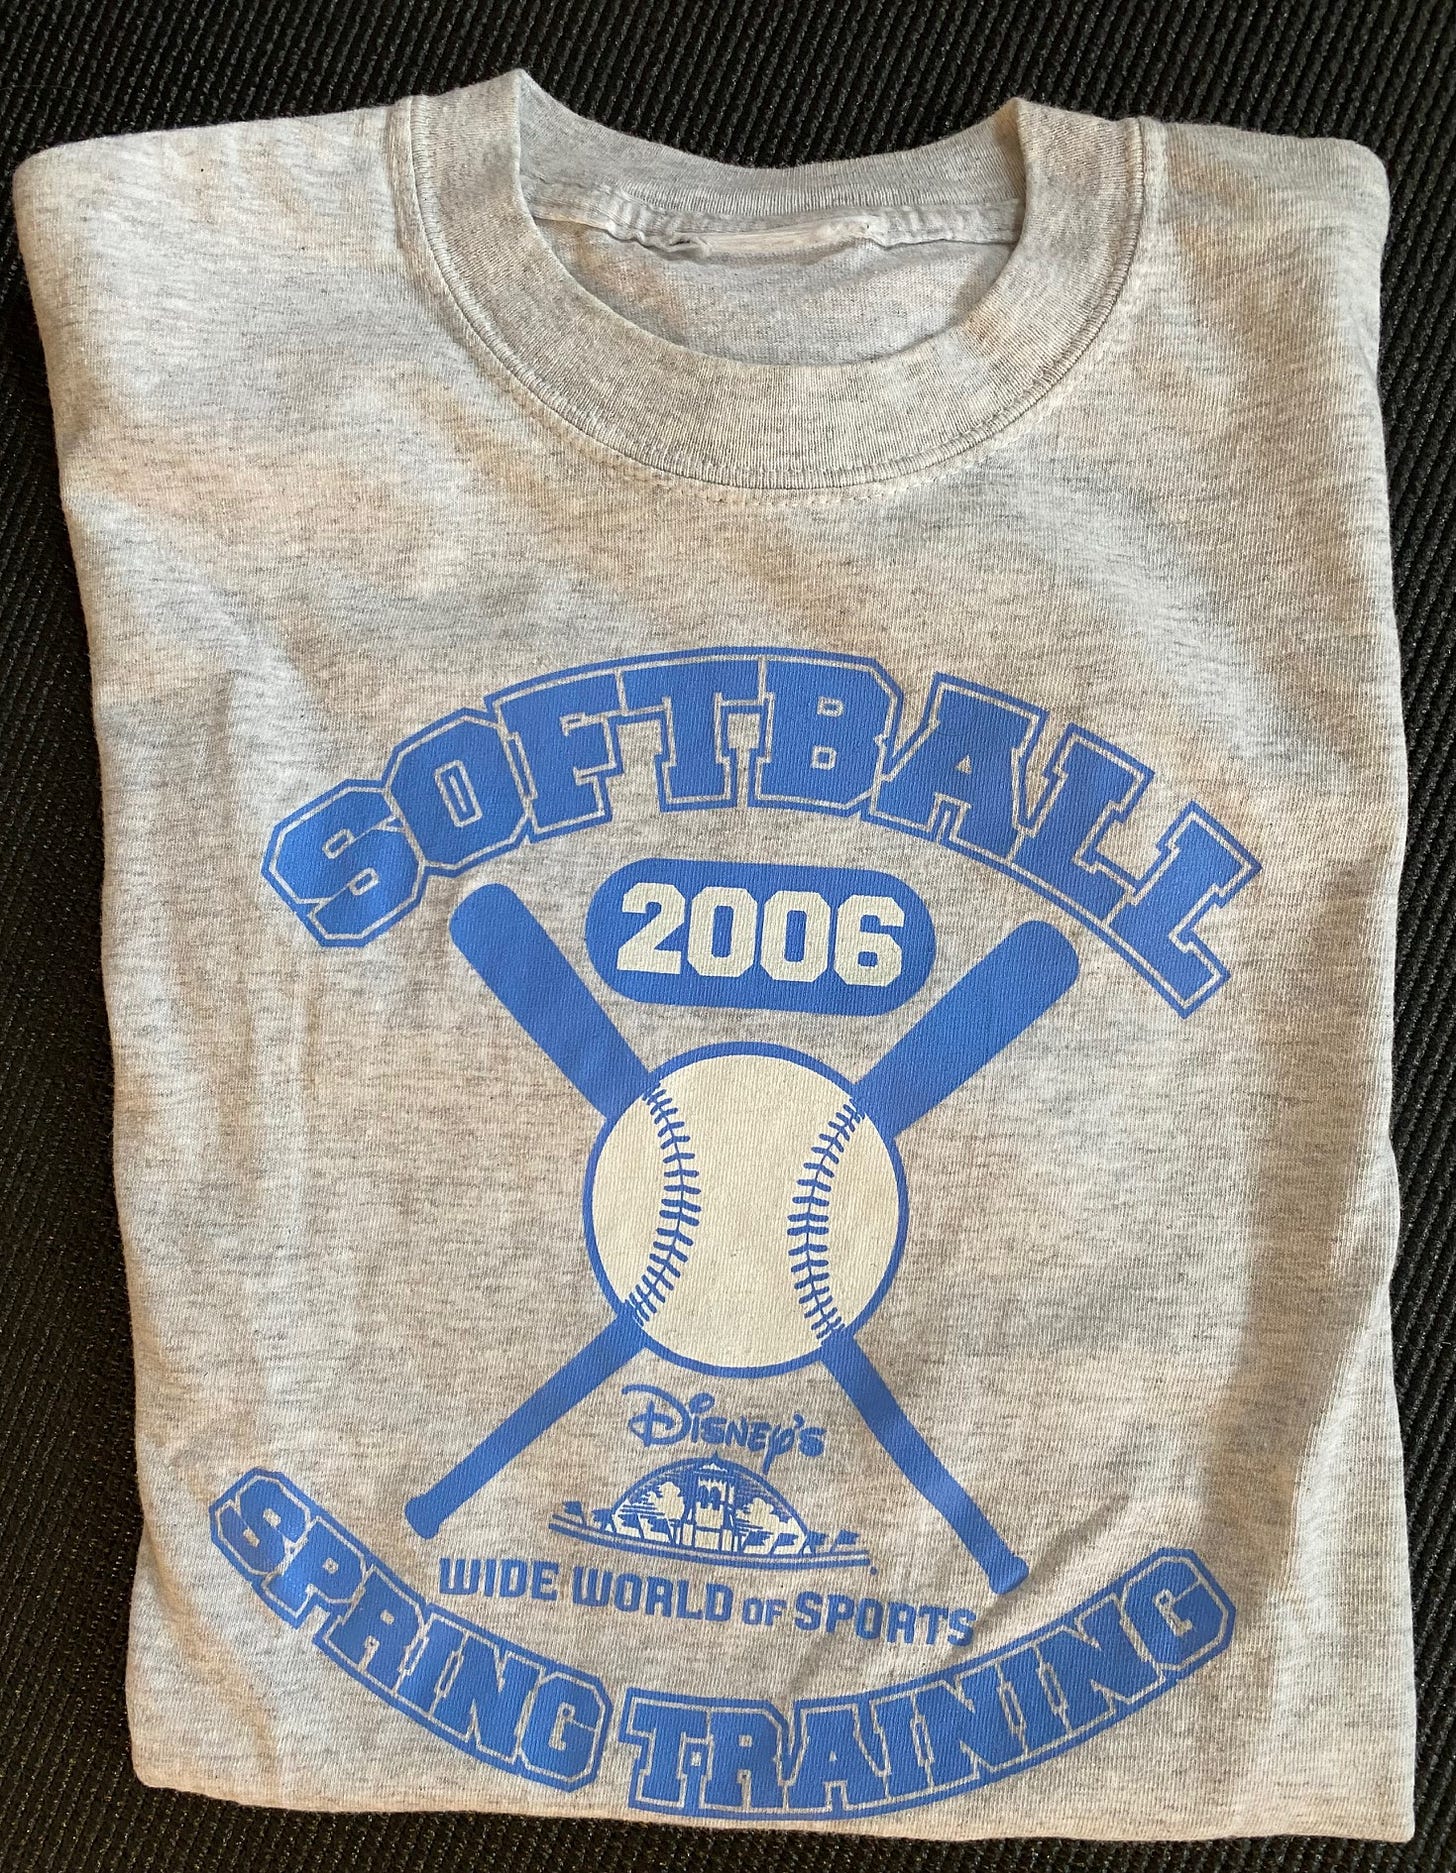 SOFTBALL
2006
DISNEY'S
WIDE WORLD OF SPORTS
SPRING TRAINING